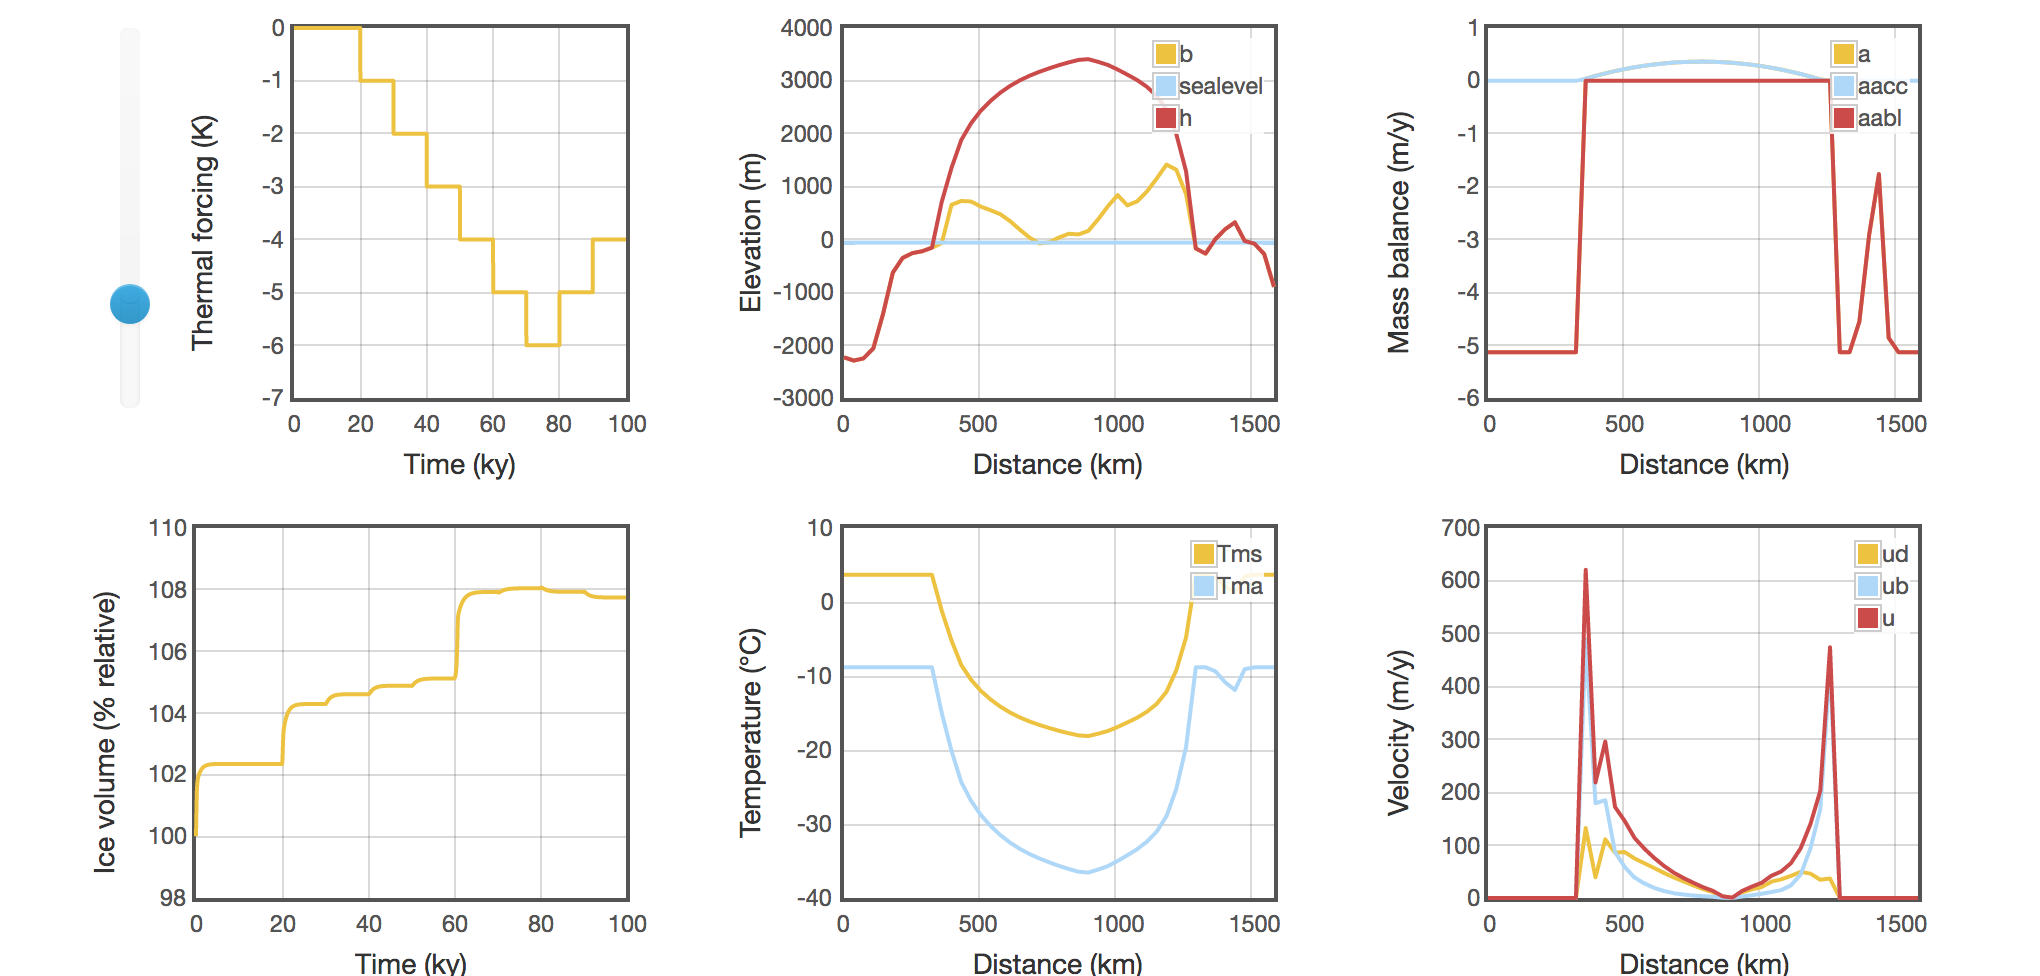 Thermal forcing (K)
0
-1
-2
-3
-4
-5
-6
-7
0 20 40 60 80 100
Time (ky)
Elevation (m)
4000
3000
2000
1000
0
-1000
-2000
-3000
b
sealevel
h
0 500 1000 1500
Distance (km)
Mass balance (m/y)
1
0
-1
-2
-3
-4
-5
-6
a
aacc
aabl
0 500 1000 1500
Distance (km)
Ice volume (% relative)
110
108
106
104
102
100
98
0 20 40 60 80 100
Time (ky)
Temperature (°C)
10
0
-10
-20
-30
-40
Tms
Tma
0 500 1000 1500
Distance (km)
Velocity (m/y)
700
600
500
400
300
200
100
0
ud
ub
u
0 500 1000 1500
Distance (km)